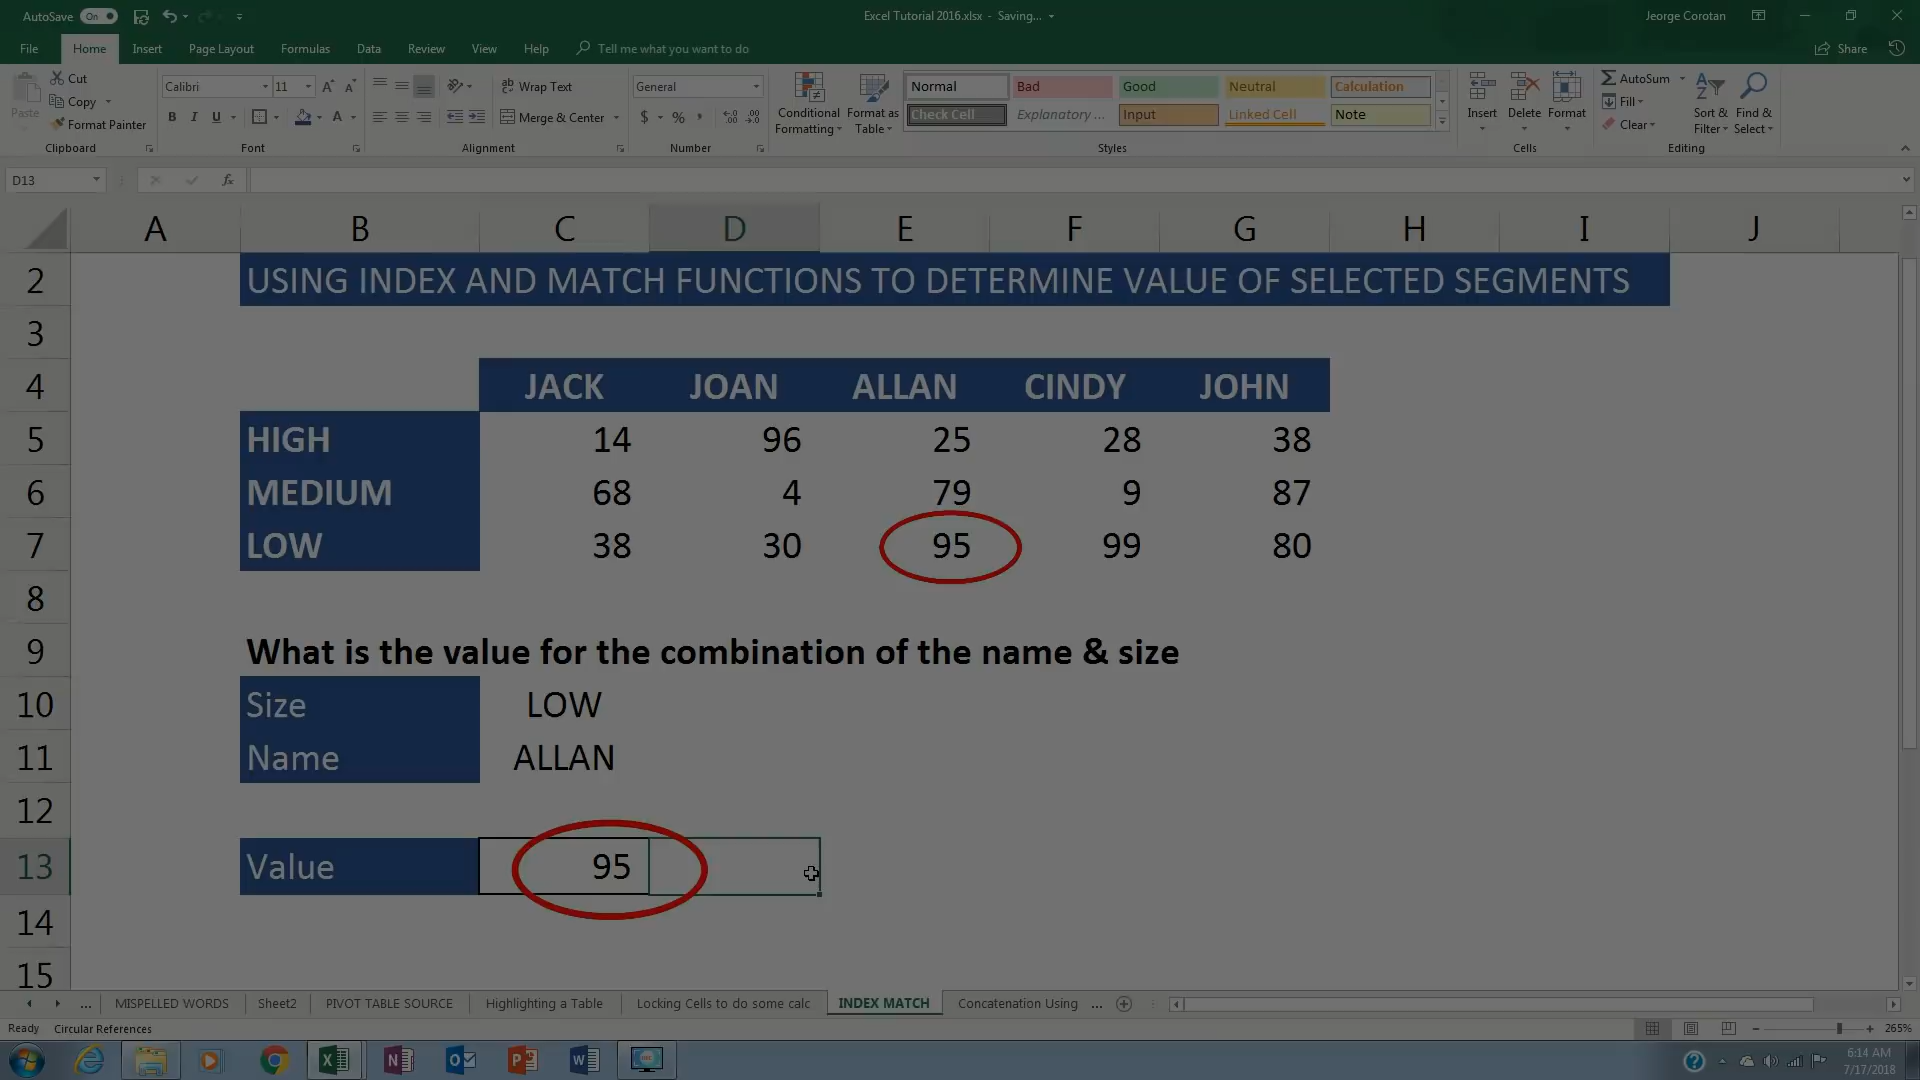 AutoSave On Excel Tutorial 2016.xlsx - Saving... Jeorge Corotan
File Home Insert Page Layout Formulas Data Review View Help Tell me what you want to do Share
Cut Calibri 11 Wrap Text General Normal Bad Good Neutral Calculation AutoSum
Paste Copy Conditional Formatting Format as Table Insert Delete Format Fill Sort & Filter Find & Select
Format Painter B I U A Merge & Center $ % , Check Cell Explanatory ... Input Linked Cell Note Clear
Clipboard Font Alignment Number Styles Cells Editing
D13 fx
A B C D E F G H I J
2 USING INDEX AND MATCH FUNCTIONS TO DETERMINE VALUE OF SELECTED SEGMENTS
3
4 JACK JOAN ALLAN CINDY JOHN
5 HIGH 14 96 25 28 38
6 MEDIUM 68 4 79 9 87
7 LOW 38 30 95 99 80
8
9 What is the value for the combination of the name & size
10 Size LOW
11 Name ALLAN
12
13 Value 95
14
15
... MISPELLED WORDS Sheet2 PIVOT TABLE SOURCE Highlighting a Table Locking Cells to do some calc INDEX MATCH Concatenation Using ...
Ready Circular References 265%
6:14 AM
7/17/2018